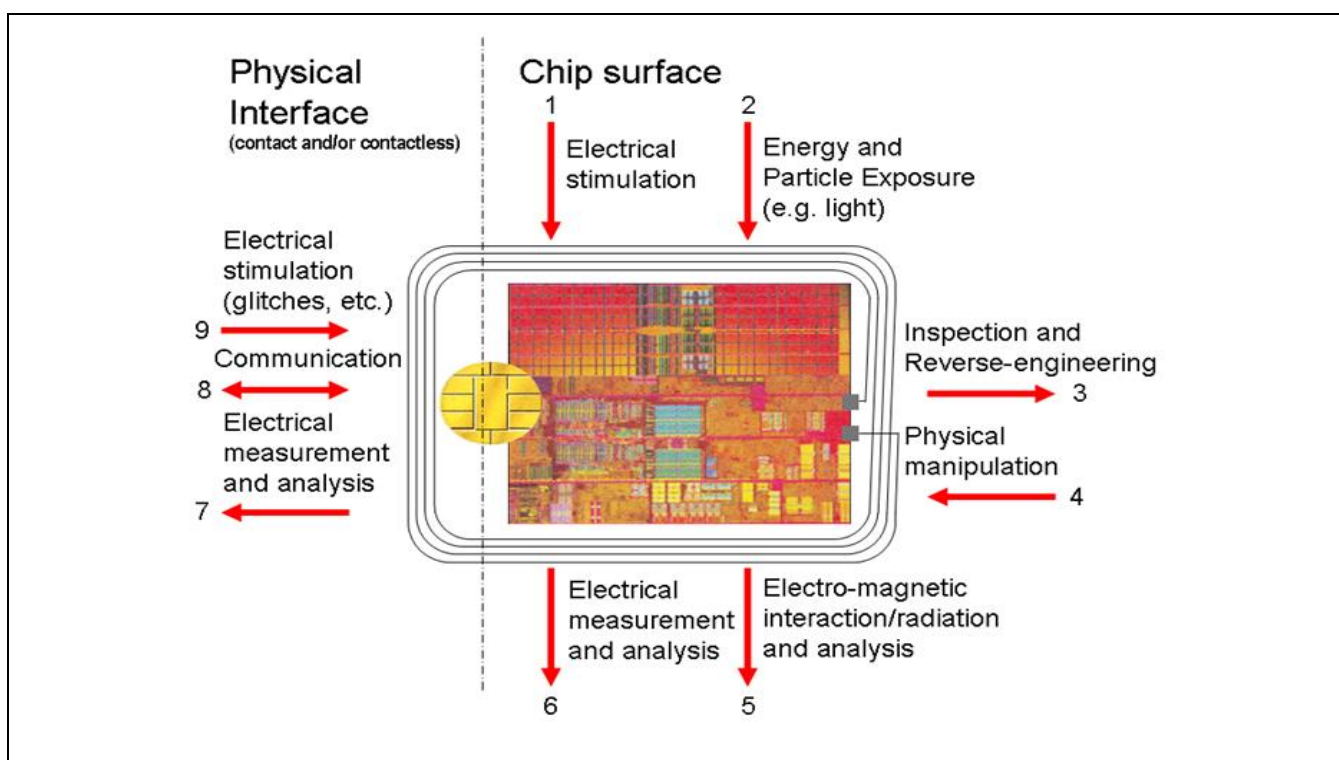 Physical
Interface
(contact and/or contactless)
Chip surface
1
Electrical
stimulation
2
Energy and
Particle Exposure
(e.g. light)
Electrical
stimulation
(glitches, etc.)
9
Communication
8
Electrical
measurement
and analysis
7
Inspection and
Reverse-engineering
3
Physical
manipulation
4
Electrical
measurement
and analysis
6
Electro-magnetic
interaction/radiation
and analysis
5